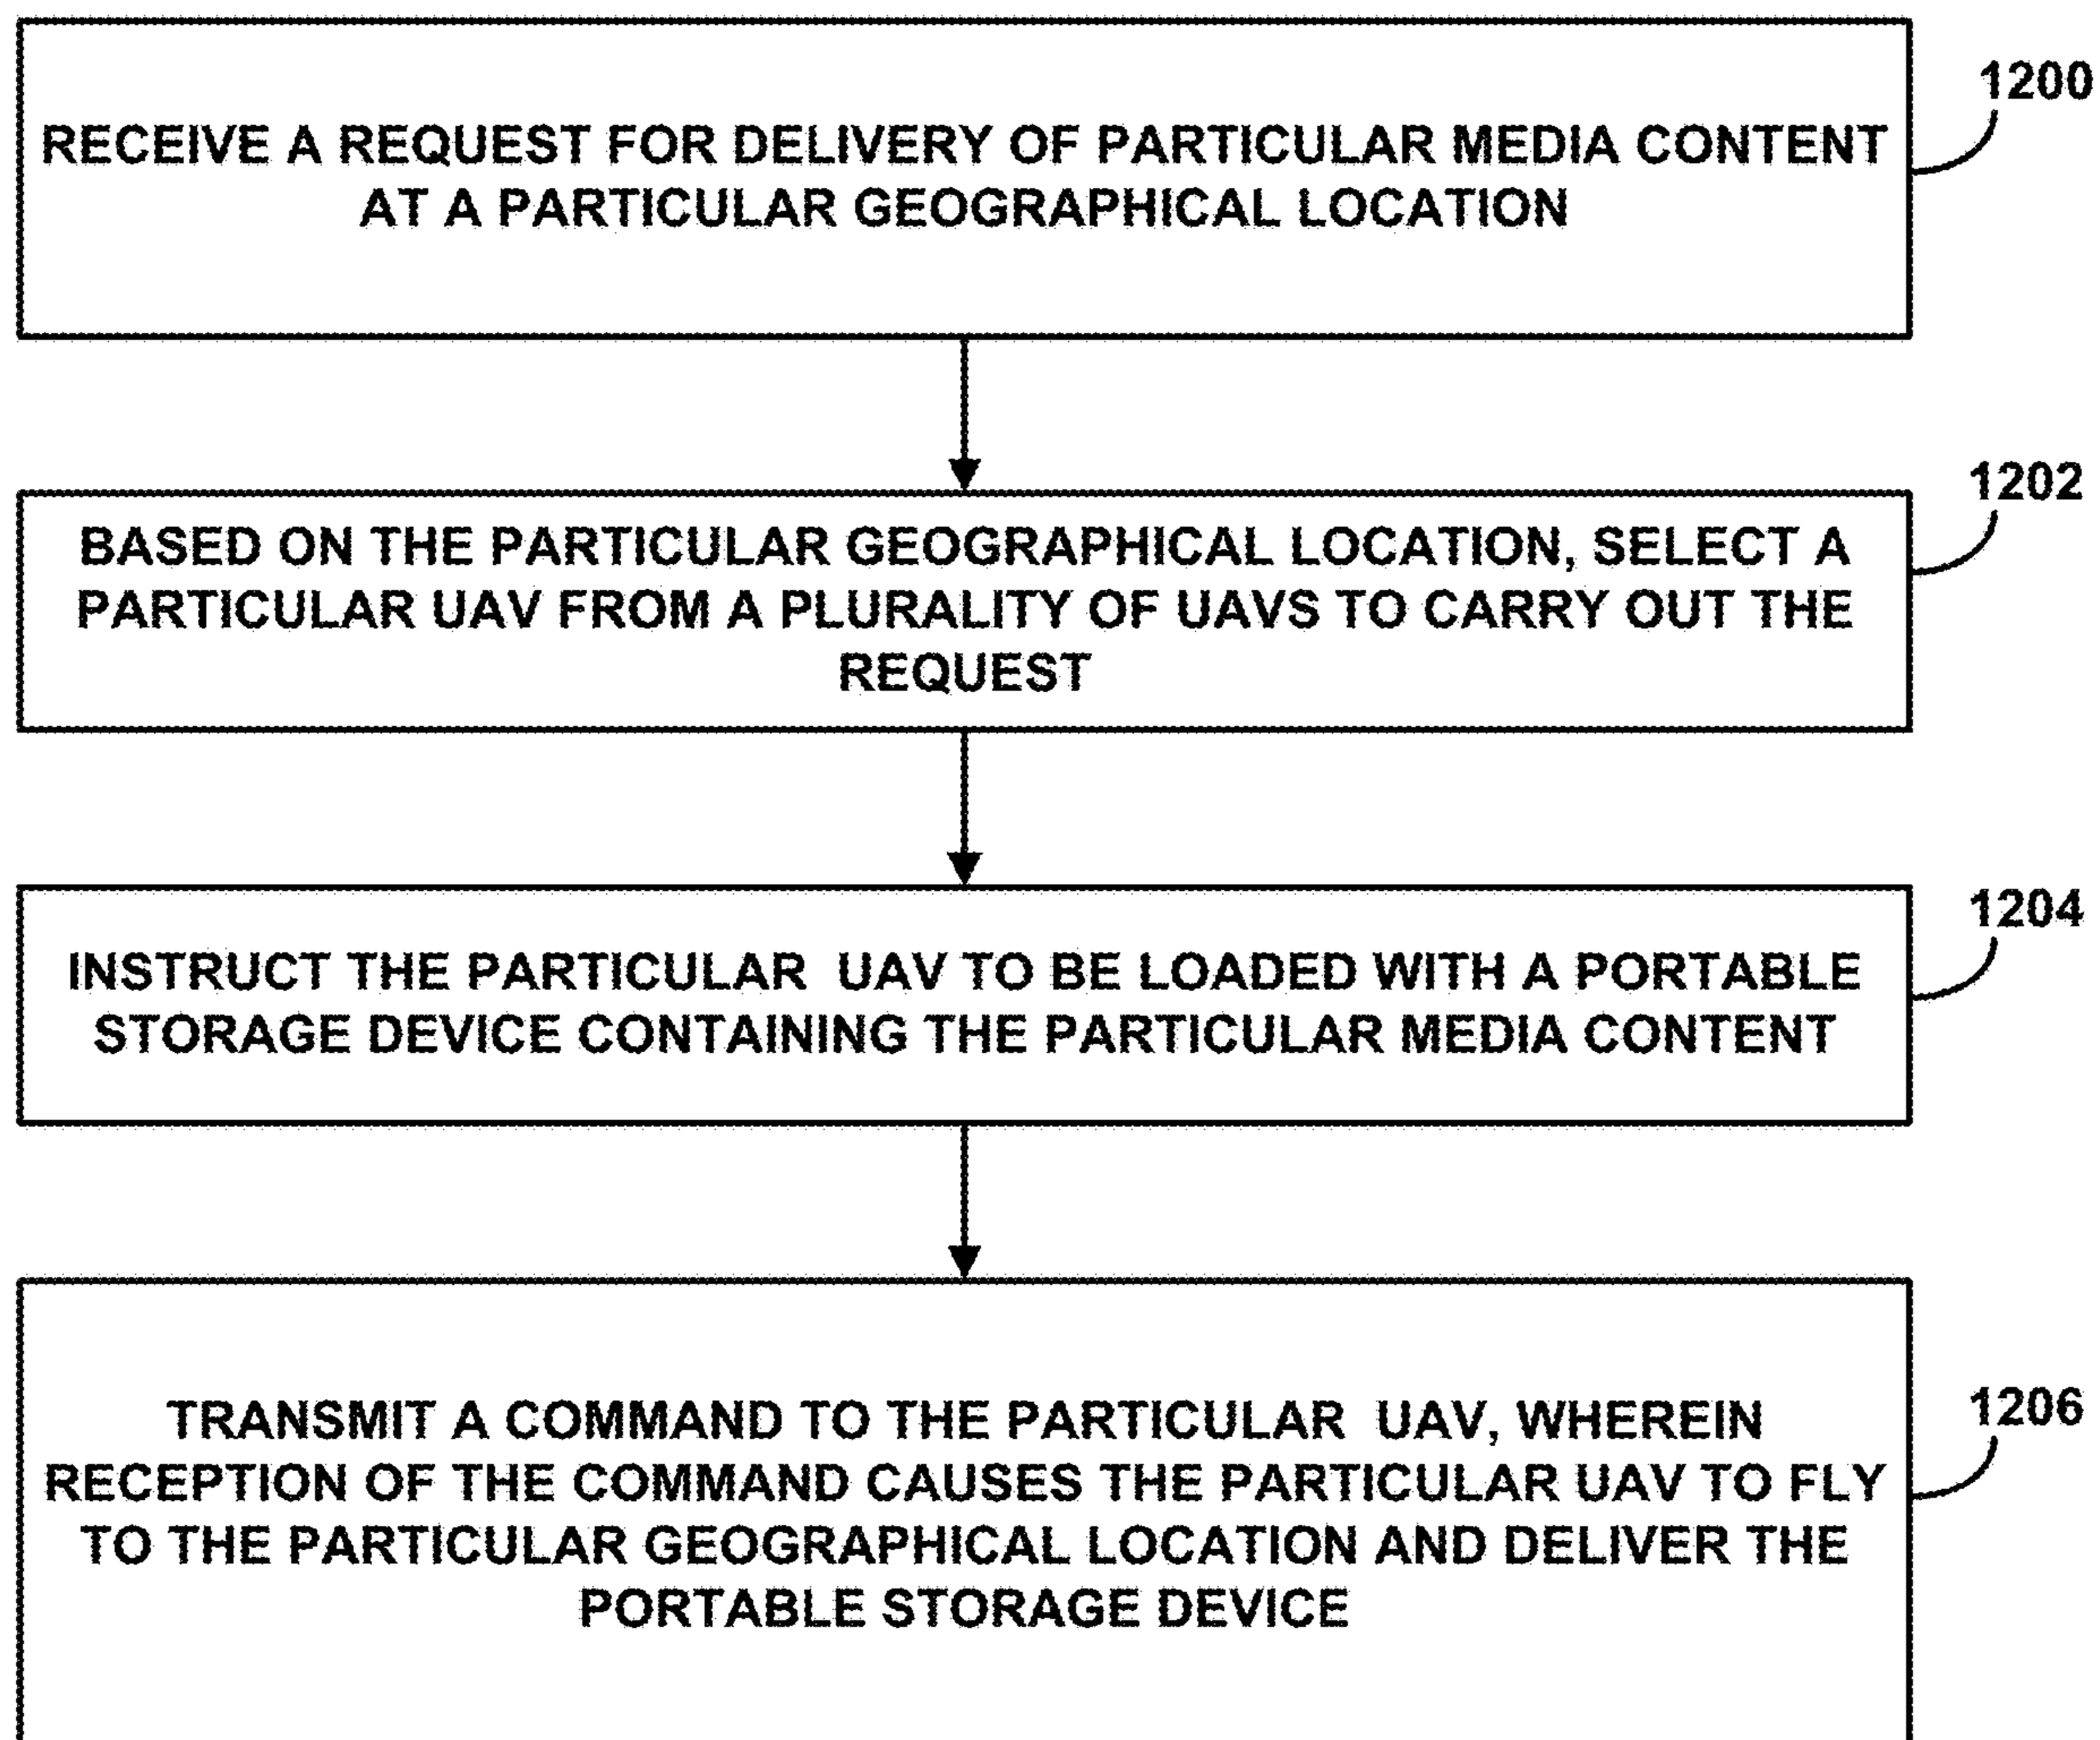 1200
RECEIVE A REQUEST FOR DELIVERY OF PARTICULAR MEDIA CONTENT
AT A PARTICULAR GEOGRAPHICAL LOCATION
1202
BASED ON THE PARTICULAR GEOGRAPHICAL LOCATION, SELECT A
PARTICULAR UAV FROM A PLURALITY OF UAVS TO CARRY OUT THE
REQUEST
1204
INSTRUCT THE PARTICULAR UAV TO BE LOADED WITH A PORTABLE
STORAGE DEVICE CONTAINING THE PARTICULAR MEDIA CONTENT
1206
TRANSMIT A COMMAND TO THE PARTICULAR UAV, WHEREIN
RECEPTION OF THE COMMAND CAUSES THE PARTICULAR UAV TO FLY
TO THE PARTICULAR GEOGRAPHICAL LOCATION AND DELIVER THE
PORTABLE STORAGE DEVICE